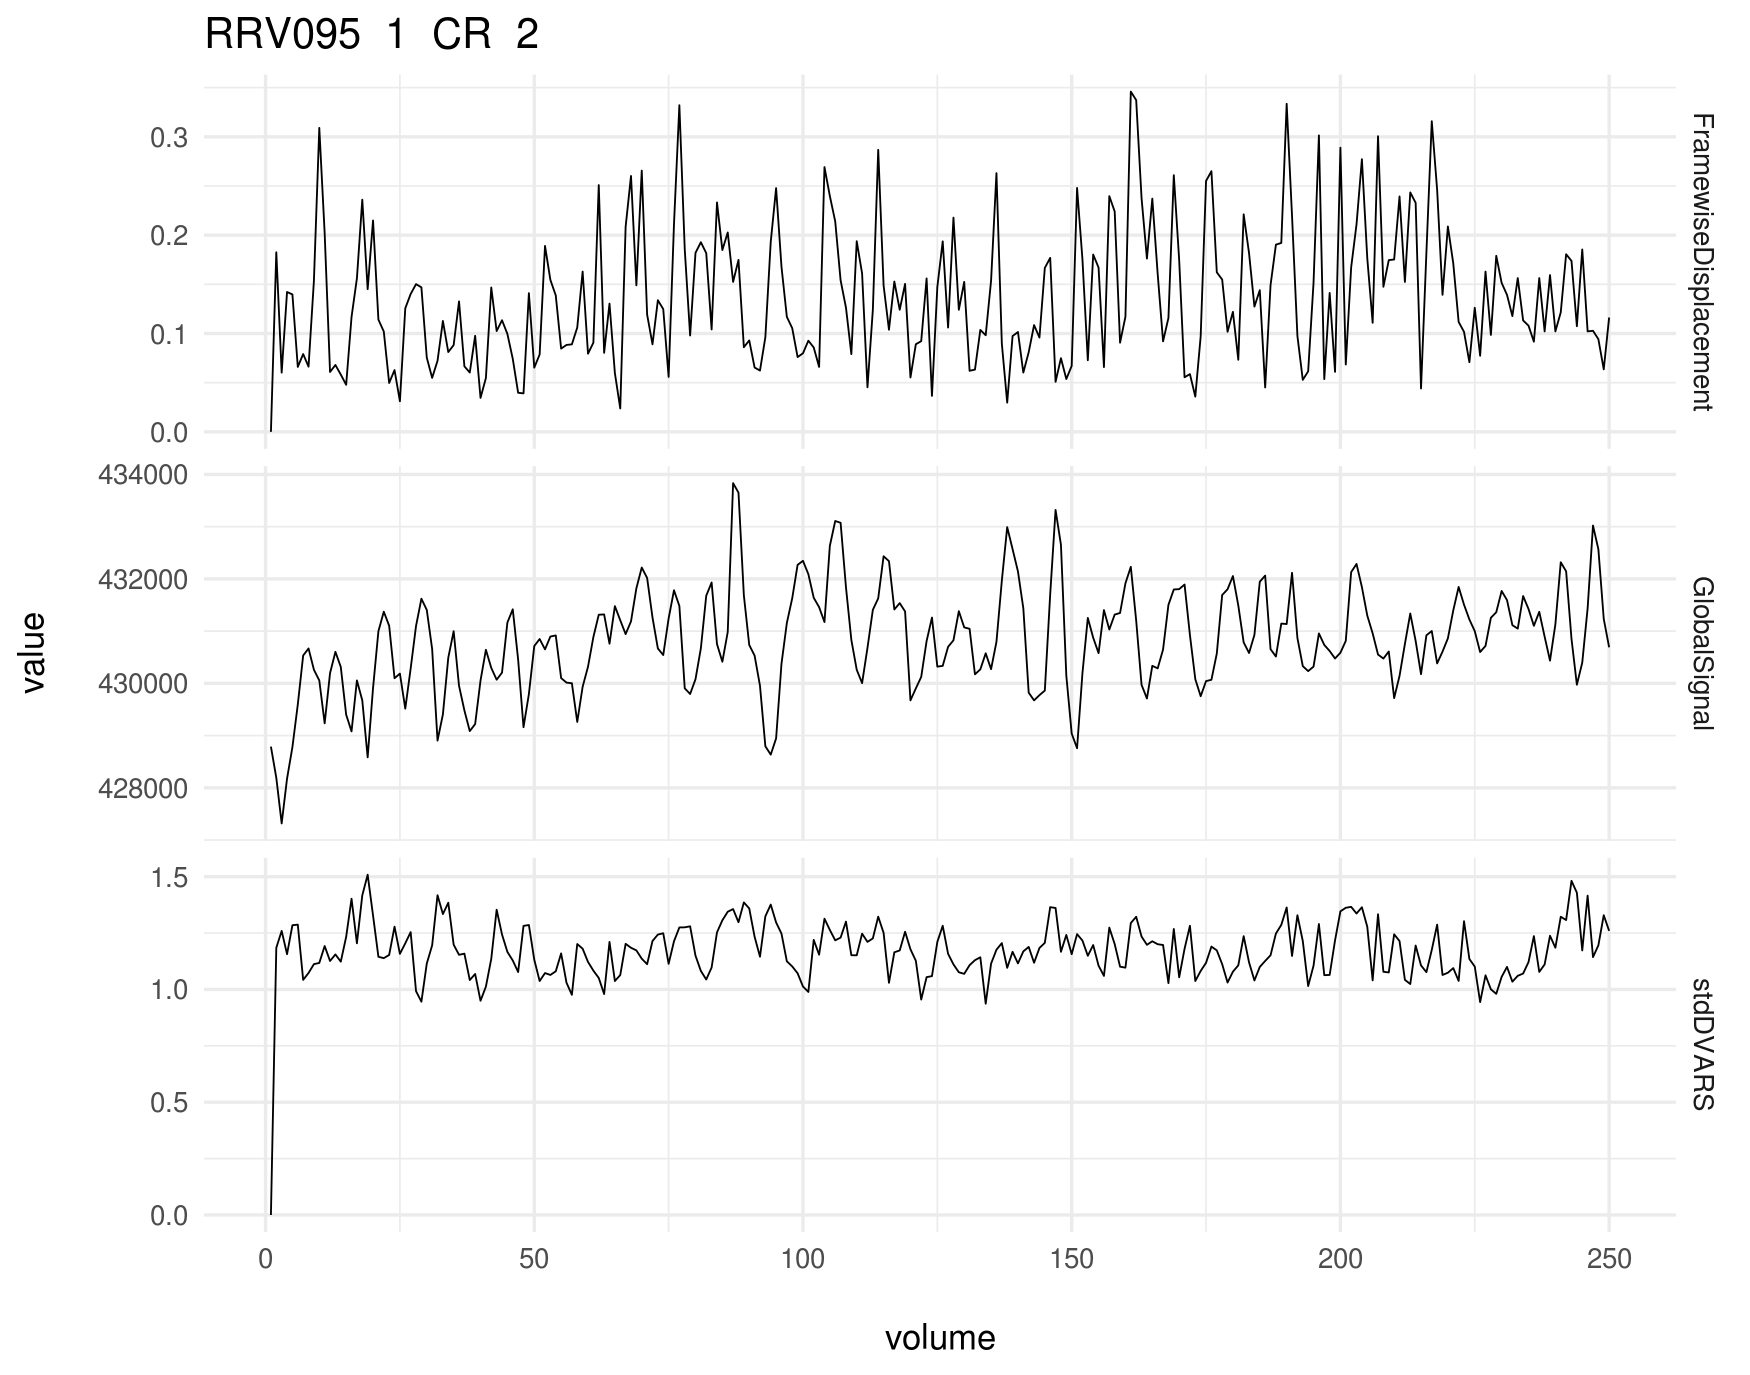 RRV095 1 CR 2
0.3
0.2
0.1
0.0
FramewiseDisplacement
434000
432000
430000
428000
GlobalSignal
value
1.5
1.0
0.5
0.0
stdDVARS
0 50 100 150 200 250
volume